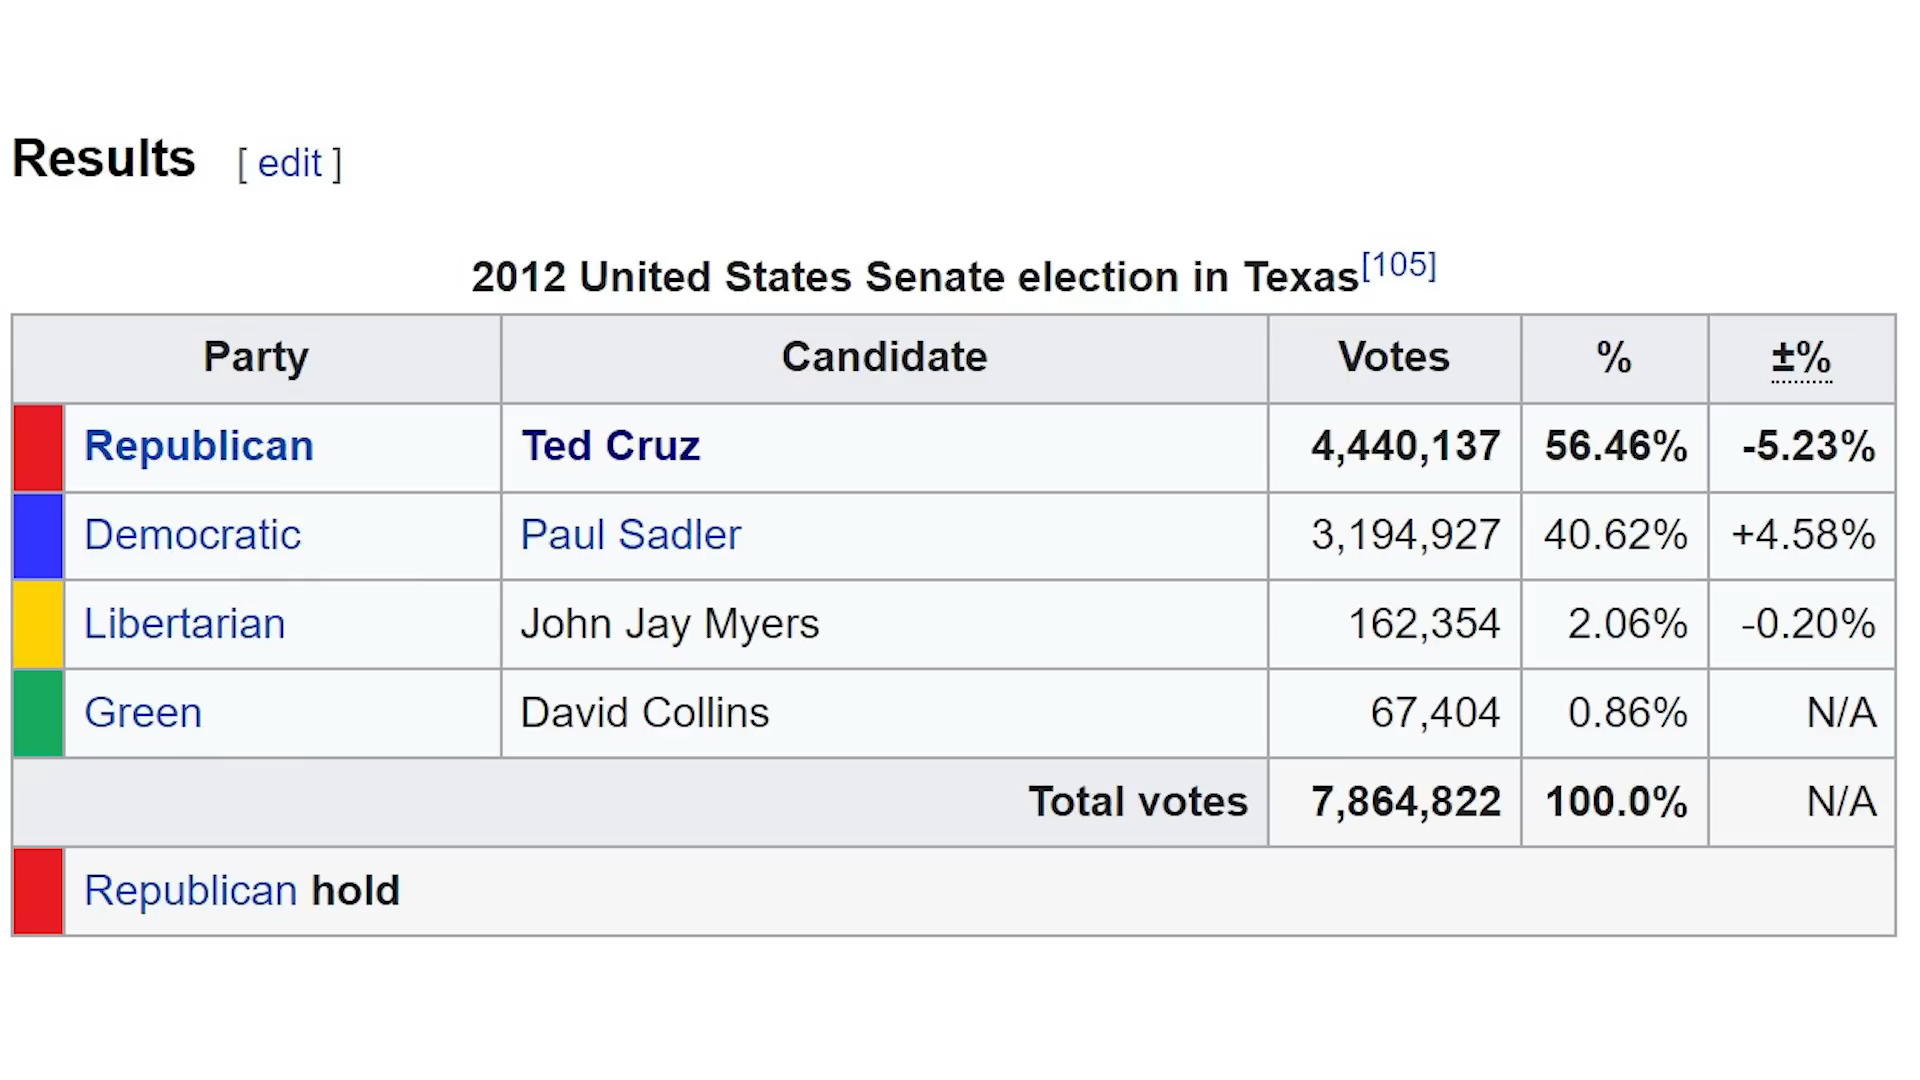 Results [ edit ]
2012 United States Senate election in Texas[105]
Party Candidate Votes % ±%
Republican Ted Cruz 4,440,137 56.46% -5.23%
Democratic Paul Sadler 3,194,927 40.62% +4.58%
Libertarian John Jay Myers 162,354 2.06% -0.20%
Green David Collins 67,404 0.86% N/A
Total votes 7,864,822 100.0% N/A
Republican hold